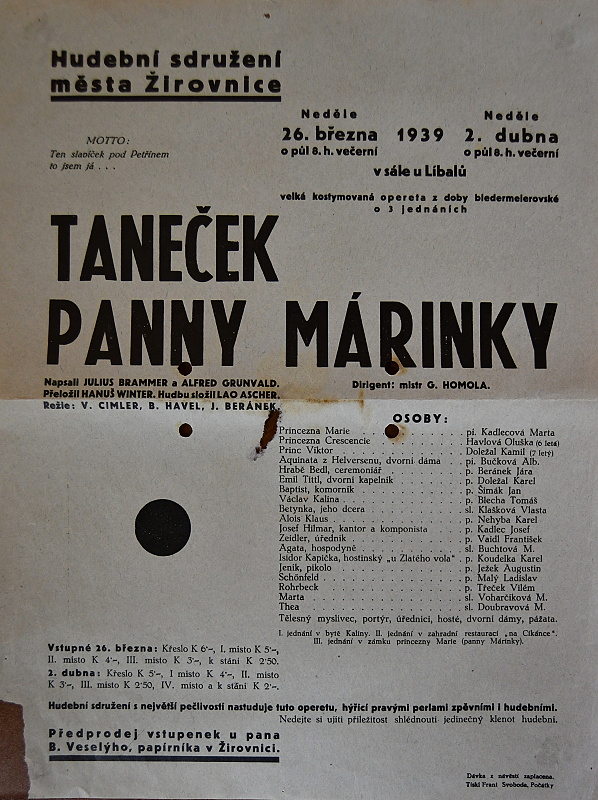 Hudební sdružení
města Žirovnice
MOTTO:
Ten slavíček pod Petřínem
to jsem já . . .
Neděle
26. března
o půl 8. h. večerní
1939
Neděle
2. dubna
o půl 8. h. večerní
v sále u Líbalů
velká kostymovaná opereta z doby biedermeierovské
o 3 jednáních
TANEČEK
PANNY MÁRINKY
Napsali JULIUS BRAMMER a ALFRED GRUNVALD.
Přeložil HANUŠ WINTER. Hudbu složil LAO ASCHER.
Režie: V. CIMLER, B. HAVEL, J. BERÁNEK.
Dirigent: mistr G. HOMOLA.
OSOBY:
Princezna Marie . . . . . . . . . . pí. Kadlecová Marta
Princezna Crescencie . . . . . . . . Havlová Oluška (6 letá)
Princ Viktor . . . . . . . . . . Doležal Kamil (7 letý)
Aquinata z Helversenu, dvorní dáma . . . pí. Bučková Alb.
Hrabě Bedl, ceremoniář . . . . . . . p. Beránek Jára
Emil Tittl, dvorní kapelník . . . . . . p. Doležal Karel
Baptist, komorník . . . . . . . . . p. Šimák Jan
Václav Kalina . . . . . . . . . . p. Blecha Tomáš
Betynka, jeho dcera . . . . . . . . sl. Klašková Vlasta
Alois Klaus . . . . . . . . . . . p. Nehyba Karel
Josef Hilmar, kantor a komponista . . . . p. Kadlec Josef
Zeidler, úředník . . . . . . . . . p. Vaidl František
Agata, hospodyně . . . . . . . . . sl. Buchtová M.
Isidor Kapička, hostinský „u Zlatého vola" . p. Koudelka Karel
Jeník, pikolo . . . . . . . . . . p. Ježek Augustin
Schönfeld . . . . . . . . . . . p. Malý Ladislav
Rohrbeck . . . . . . . . . . . p. Třeček Vilém
Marta . . . . . . . . . . . . sl. Voharčíková M.
Thea . . . . . . . . . . . . sl. Doubravová M.
Tělesný myslivec, portýr, úředníci, hosté, dvorní dámy, pážata.
I. jednání v bytě Kaliny. II. jednání v zahradní restauraci „na Cikánce".
III. jednání v zámku princezny Marie (panny Márinky).
Vstupné 26. března: Křeslo K 6·–, I. místo K 5·–,
II. místo K 4·–, III. místo K 3·–, k stání K 2·50.
2. dubna: Křeslo K 5·–, I místo K 4·–, II. místo
K 3·–, III. místo K 2·50, IV. místo a k stání K 2·–.
Hudební sdružení s největší pečlivostí nastuduje tuto operetu, hýřící pravými perlami zpěvními i hudebními.
Nedejte si ujíti příležitost shlédnouti jedinečný klenot hudební.
Předprodej vstupenek u pana
B. Veselýho, papírníka v Žirovnici.
Dávka z návěstí zaplacena.
Tiskl Frant Svoboda, Počátky